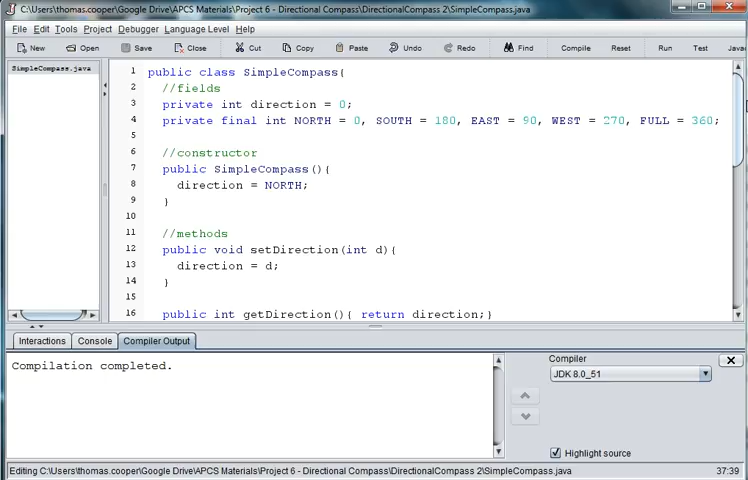 C:\Users\thomas.cooper\Google Drive\APCS Materials\Project 6 - Directional Compass\DirectionalCompass 2\SimpleCompass.java
File Edit Tools Project Debugger Language Level Help
New Open Save Close Cut Copy Paste Undo Redo Find Compile Reset Run Test Java
SimpleCompass.java
1 public class SimpleCompass{
2 //fields
3 private int direction = 0;
4 private final int NORTH = 0, SOUTH = 180, EAST = 90, WEST = 270, FULL = 360;
5
6 //constructor
7 public SimpleCompass(){
8 direction = NORTH;
9 }
10
11 //methods
12 public void setDirection(int d){
13 direction = d;
14 }
15
16 public int getDirection(){ return direction;}
Interactions Console Compiler Output
Compilation completed.
Compiler
JDK 8.0_51
Highlight source
Editing C:\Users\thomas.cooper\Google Drive\APCS Materials\Project 6 - Directional Compass\DirectionalCompass 2\SimpleCompass.java 37:39